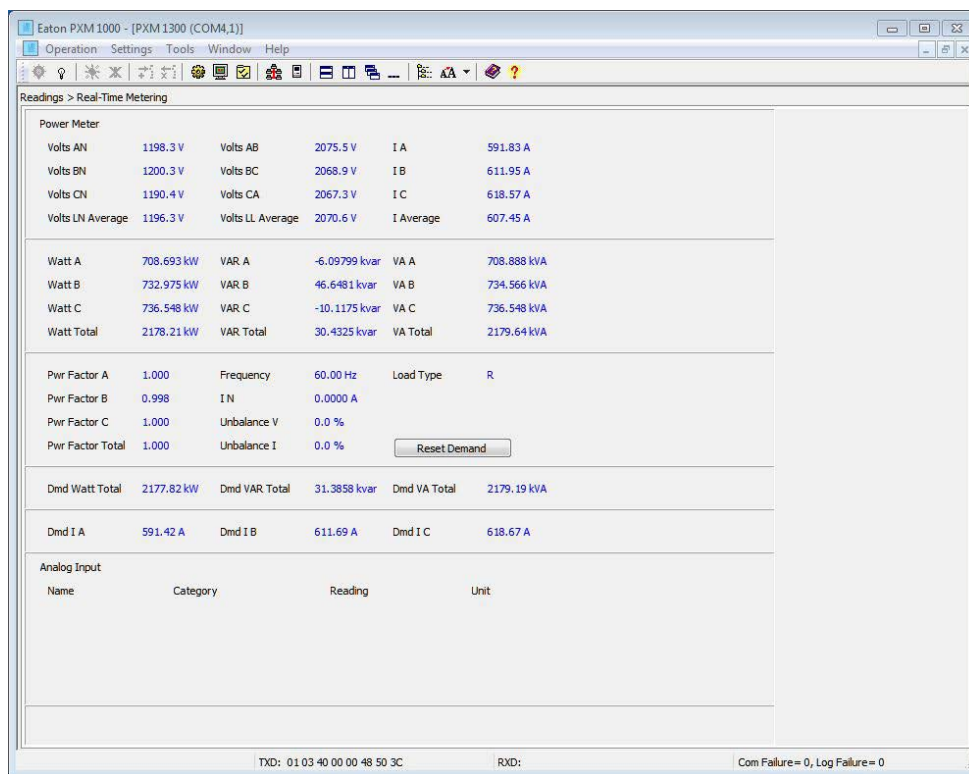 Eaton PXM 1000 - [PXM 1300 (COM4,1)]
Operation Settings Tools Window Help
Readings > Real-Time Metering
Power Meter
Volts AN 1198.3 V Volts AB 2075.5 V I A 591.83 A
Volts BN 1200.3 V Volts BC 2068.9 V I B 611.95 A
Volts CN 1190.4 V Volts CA 2067.3 V I C 618.57 A
Volts LN Average 1196.3 V Volts LL Average 2070.6 V I Average 607.45 A
Watt A 708.693 kW VAR A -6.09799 kvar VA A 708.888 kVA
Watt B 732.975 kW VAR B 46.6481 kvar VA B 734.566 kVA
Watt C 736.548 kW VAR C -10.1175 kvar VA C 736.548 kVA
Watt Total 2178.21 kW VAR Total 30.4325 kvar VA Total 2179.64 kVA
Pwr Factor A 1.000 Frequency 60.00 Hz Load Type R
Pwr Factor B 0.998 I N 0.0000 A
Pwr Factor C 1.000 Unbalance V 0.0 %
Pwr Factor Total 1.000 Unbalance I 0.0 % Reset Demand
Dmd Watt Total 2177.82 kW Dmd VAR Total 31.3858 kvar Dmd VA Total 2179.19 kVA
Dmd I A 591.42 A Dmd I B 611.69 A Dmd I C 618.67 A
Analog Input
Name Category Reading Unit
TXD: 01 03 40 00 00 48 50 3C RXD: Com Failure= 0, Log Failure= 0